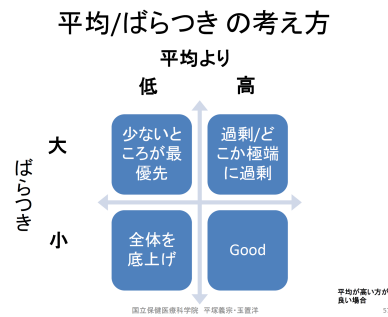 平均/ばらつき の考え方
平均より
低
高
大
少ないと
ころが最
優先
過剰/ど
こか極端
に過剰
ばらつき
小
全体を
底上げ
Good
平均が高い方が
良い場合
国立保健医療科学院 平塚義宗・玉置洋